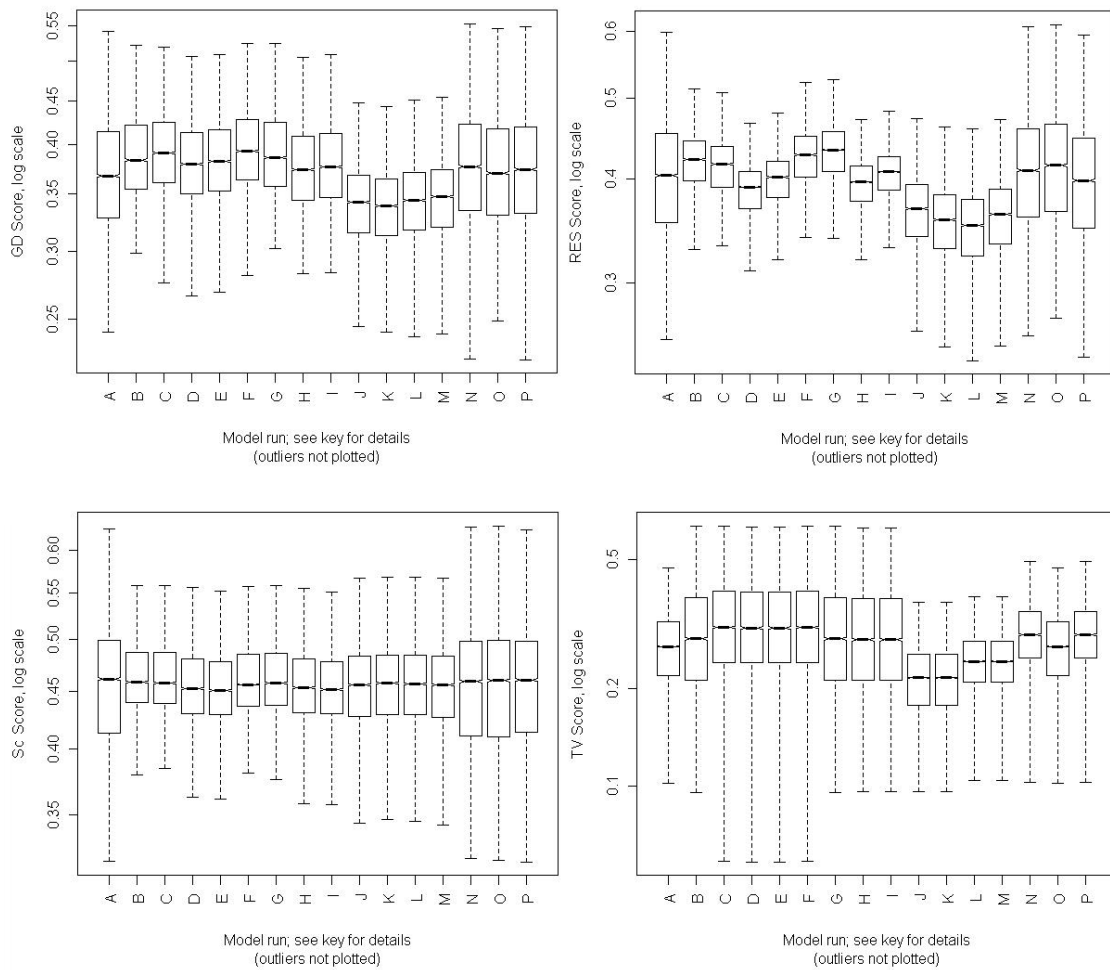 GD Score, log scale
0.55
0.45
0.40
0.35
0.30
0.25
A B C D E F G H I J K L M N O P
Model run; see key for details
(outliers not plotted)
RES Score, log scale
0.6
0.5
0.4
0.3
A B C D E F G H I J K L M N O P
Model run; see key for details
(outliers not plotted)
Sc Score, log scale
0.60
0.55
0.50
0.45
0.40
0.35
A B C D E F G H I J K L M N O P
Model run; see key for details
(outliers not plotted)
TV Score, log scale
0.5
0.2
0.1
A B C D E F G H I J K L M N O P
Model run; see key for details
(outliers not plotted)